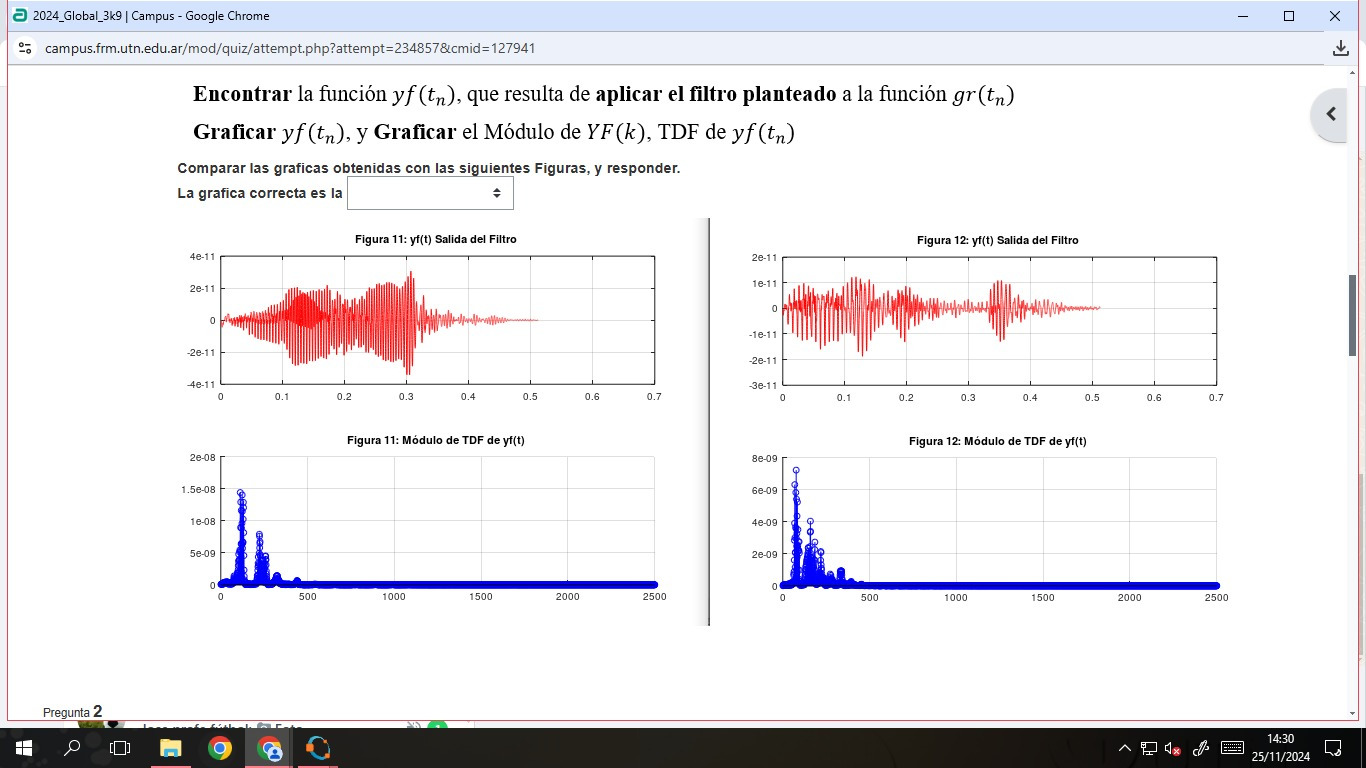 2024_Global_3k9 | Campus - Google Chrome
campus.frm.utn.edu.ar/mod/quiz/attempt.php?attempt=234857&cmid=127941
Encontrar la función yf(tₙ), que resulta de aplicar el filtro planteado a la función gr(tₙ)
Graficar yf(tₙ), y Graficar el Módulo de YF(k), TDF de yf(tₙ)
Comparar las graficas obtenidas con las siguientes Figuras, y responder.
La grafica correcta es la
Figura 11: yf(t) Salida del Filtro
4e-11
2e-11
0
-2e-11
-4e-11
0 0.1 0.2 0.3 0.4 0.5 0.6 0.7
Figura 12: yf(t) Salida del Filtro
2e-11
1e-11
0
-1e-11
-2e-11
-3e-11
0 0.1 0.2 0.3 0.4 0.5 0.6 0.7
Figura 11: Módulo de TDF de yf(t)
2e-08
1.5e-08
1e-08
5e-09
0
0 500 1000 1500 2000 2500
Figura 12: Módulo de TDF de yf(t)
8e-09
6e-09
4e-09
2e-09
0
0 500 1000 1500 2000 2500
Pregunta 2
14:30
25/11/2024